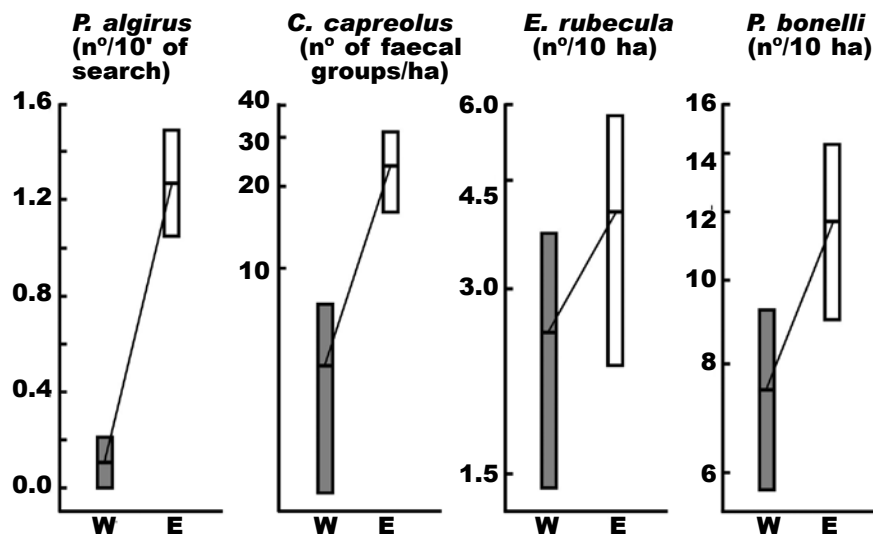 P. algirus
(nº/10' of
search)
1.6
1.2
0.8
0.4
0.0
W E
C. capreolus
(nº of faecal
groups/ha)
40
30
20
10
W E
E. rubecula
(nº/10 ha)
6.0
4.5
3.0
1.5
W E
P. bonelli
(nº/10 ha)
16
14
12
10
8
6
W E